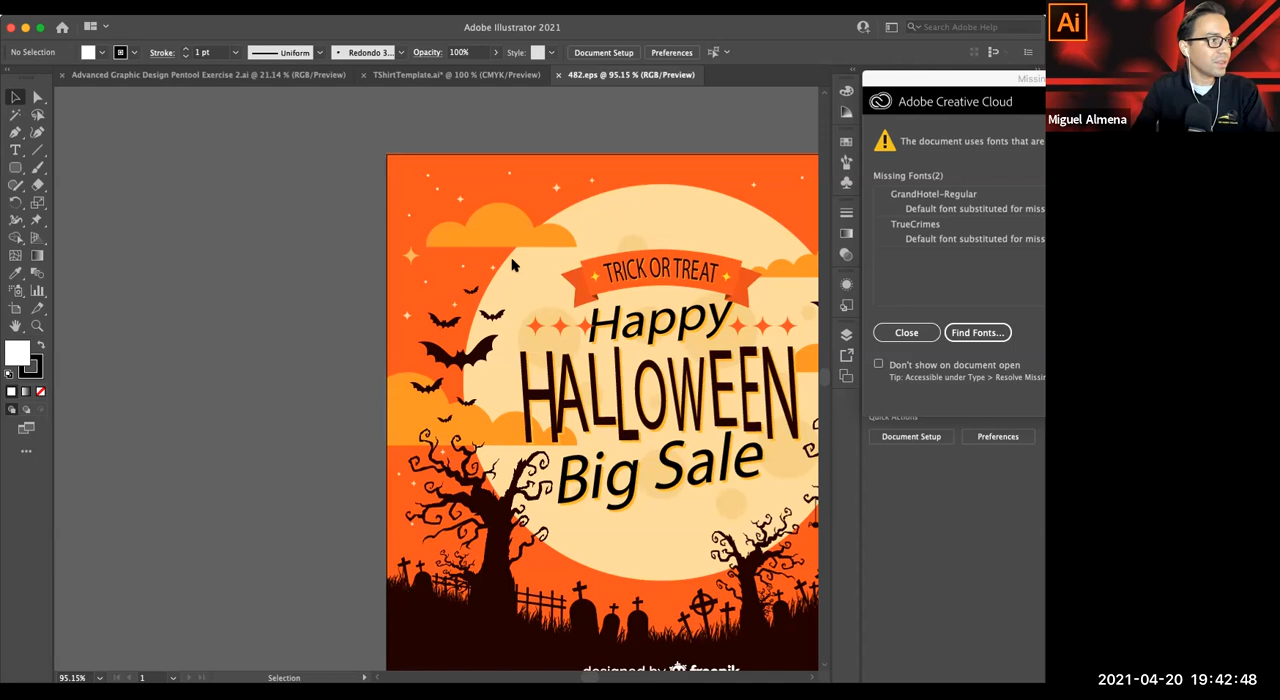 Adobe Illustrator 2021
Search Adobe Help
No Selection
Stroke:
1 pt
Uniform
Redondo 3...
Opacity:
100%
Style:
Document Setup
Preferences
Advanced Graphic Design Pentool Exercise 2.ai @ 21.14 % (RGB/Preview)
TShirtTemplate.ai* @ 100 % (CMYK/Preview)
482.eps @ 95.15 % (RGB/Preview)
Missin
Adobe Creative Cloud
The document uses fonts that are
Missing Fonts(2)
GrandHotel-Regular
Default font substituted for miss
TrueCrimes
Default font substituted for miss
Close
Find Fonts...
Don't show on document open
Tip: Accessible under Type > Resolve Missin
Quick Actions
Document Setup
Preferences
TRICK OR TREAT
Happy
HALLOWEEN
Big Sale
designed by freepik
95.15%
1
Selection
Ai
Miguel Almena
2021-04-20 19:42:48